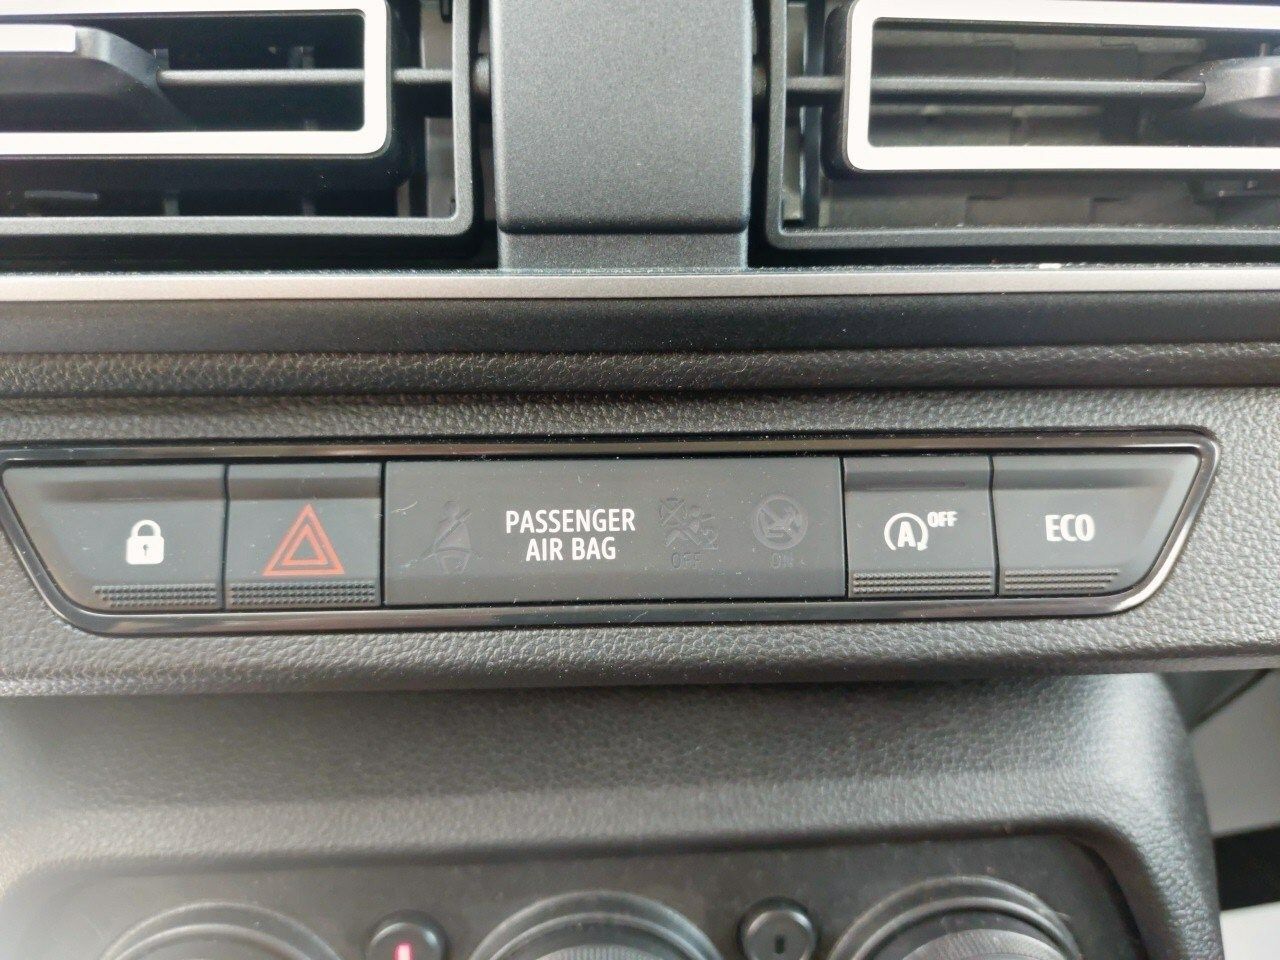 PASSENGER
AIR BAG
OFF
ON
A OFF
ECO